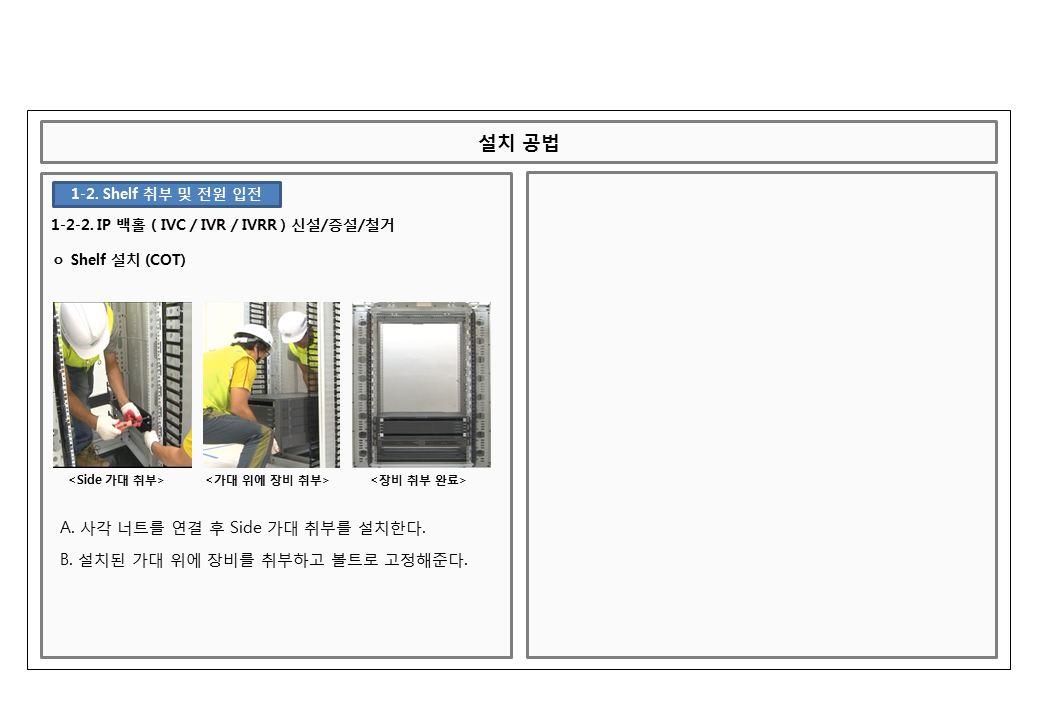 설치 공법
1-2. Shelf 취부 및 전원 입전
1-2-2. IP 백홀 ( IVC / IVR / IVRR ) 신설/증설/철거
ㅇ Shelf 설치 (COT)
<Side 가대 취부>
<가대 위에 장비 취부>
<장비 취부 완료>
A. 사각 너트를 연결 후 Side 가대 취부를 설치한다.
B. 설치된 가대 위에 장비를 취부하고 볼트로 고정해준다.